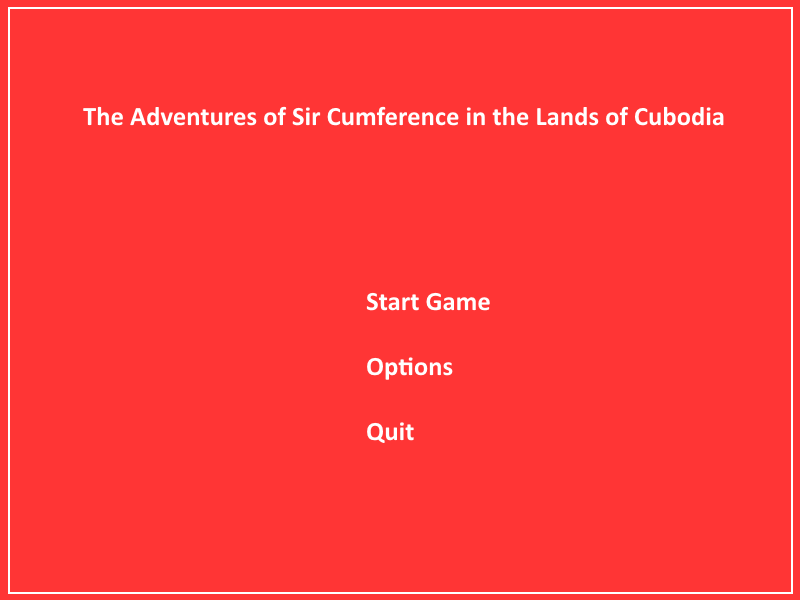 The Adventures of Sir Cumference in the Lands of Cubodia
Start Game
Options
Quit